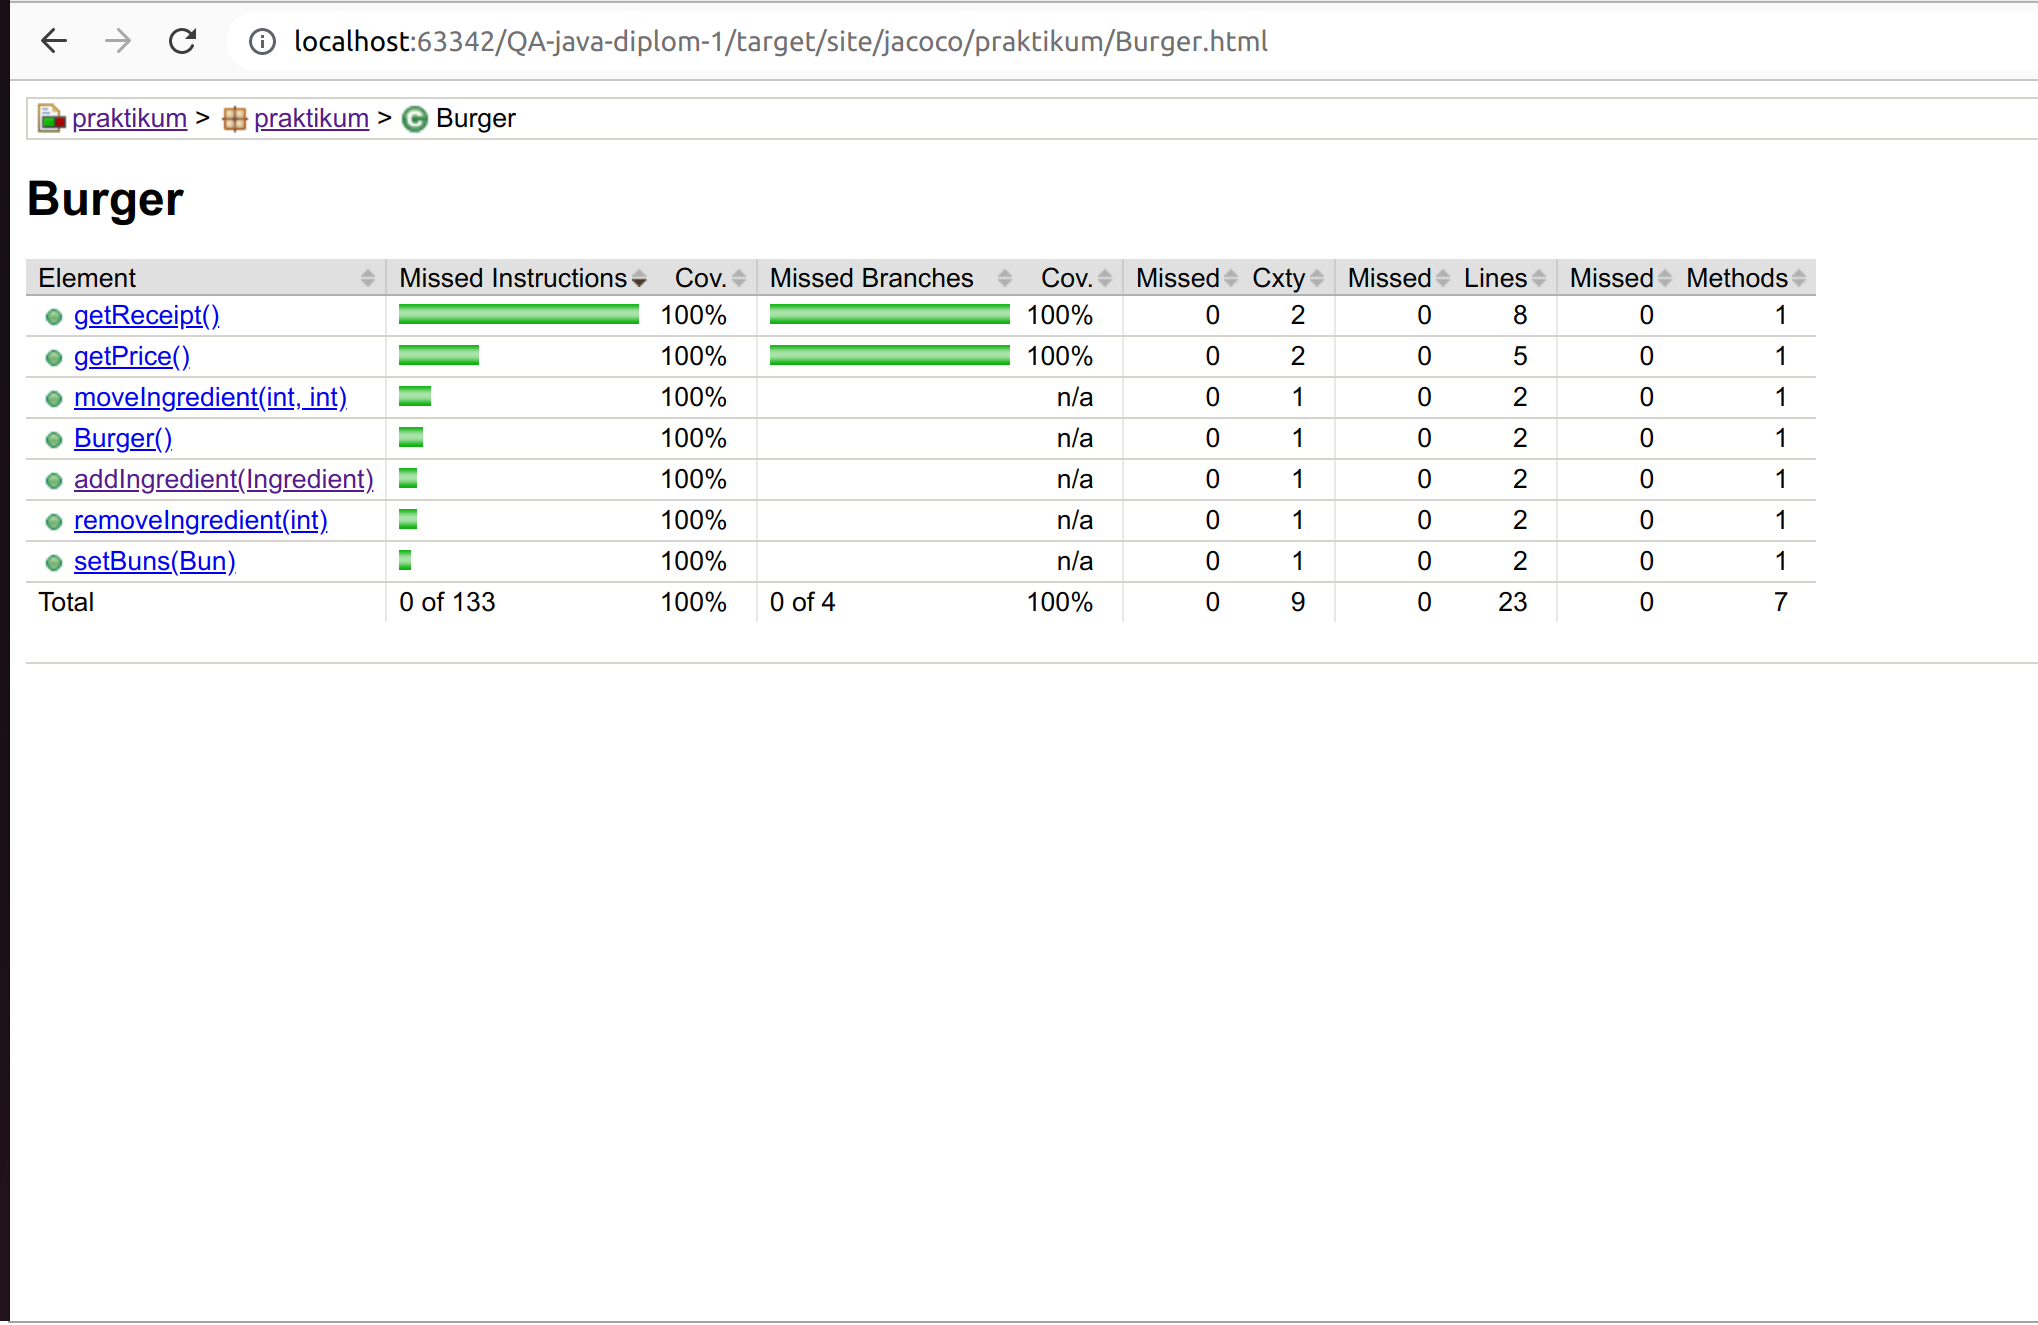 localhost:63342/QA-java-diplom-1/target/site/jacoco/praktikum/Burger.html
praktikum > praktikum > C Burger
Burger
Element Missed Instructions Cov. Missed Branches Cov. Missed Cxty Missed Lines Missed Methods
getReceipt() 100% 100% 0 2 0 8 0 1
getPrice() 100% 100% 0 2 0 5 0 1
moveIngredient(int, int) 100% n/a 0 1 0 2 0 1
Burger() 100% n/a 0 1 0 2 0 1
addIngredient(Ingredient) 100% n/a 0 1 0 2 0 1
removeIngredient(int) 100% n/a 0 1 0 2 0 1
setBuns(Bun) 100% n/a 0 1 0 2 0 1
Total 0 of 133 100% 0 of 4 100% 0 9 0 23 0 7